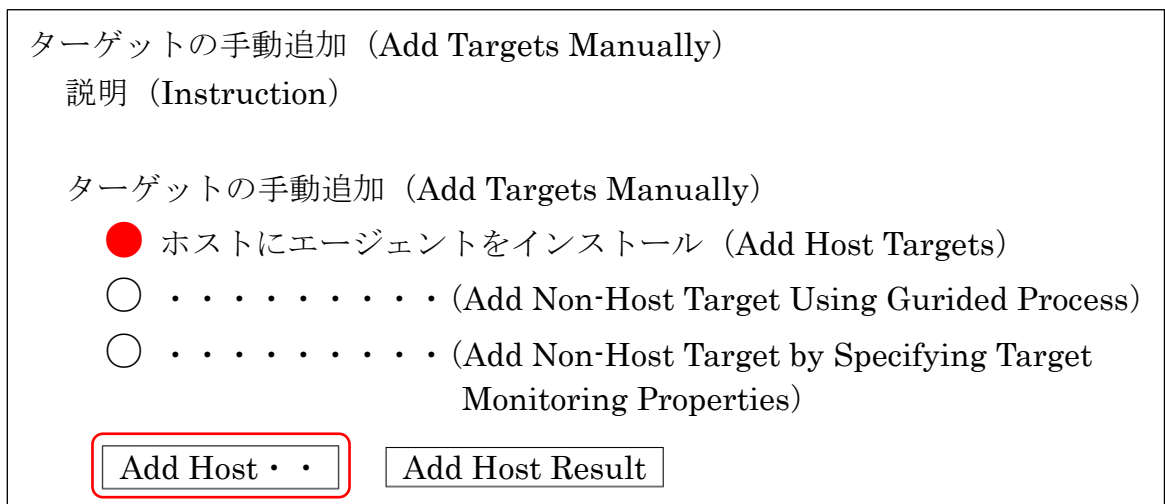 ターゲットの手動追加（Add Targets Manually）
説明（Instruction）
ターゲットの手動追加（Add Targets Manually）
ホストにエージェントをインストール（Add Host Targets）
・・・・・・・・・（Add Non-Host Target Using Gurided Process）
・・・・・・・・・（Add Non-Host Target by Specifying Target
Monitoring Properties）
Add Host・・ Add Host Result